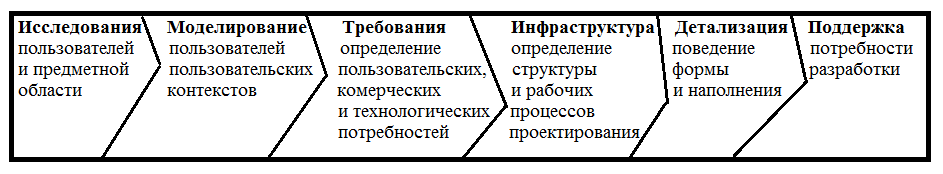 Исследования
пользователей
и предметной
области
Моделирование
пользователей
пользовательских
контекстов
Требования
определение
пользовательских,
комерческих
и технологических
потребностей
Инфраструктура
определение
структуры
и рабочих
процессов
проектирования
Детализация
поведение
формы
и наполнения
Поддержка
потребности
разработки